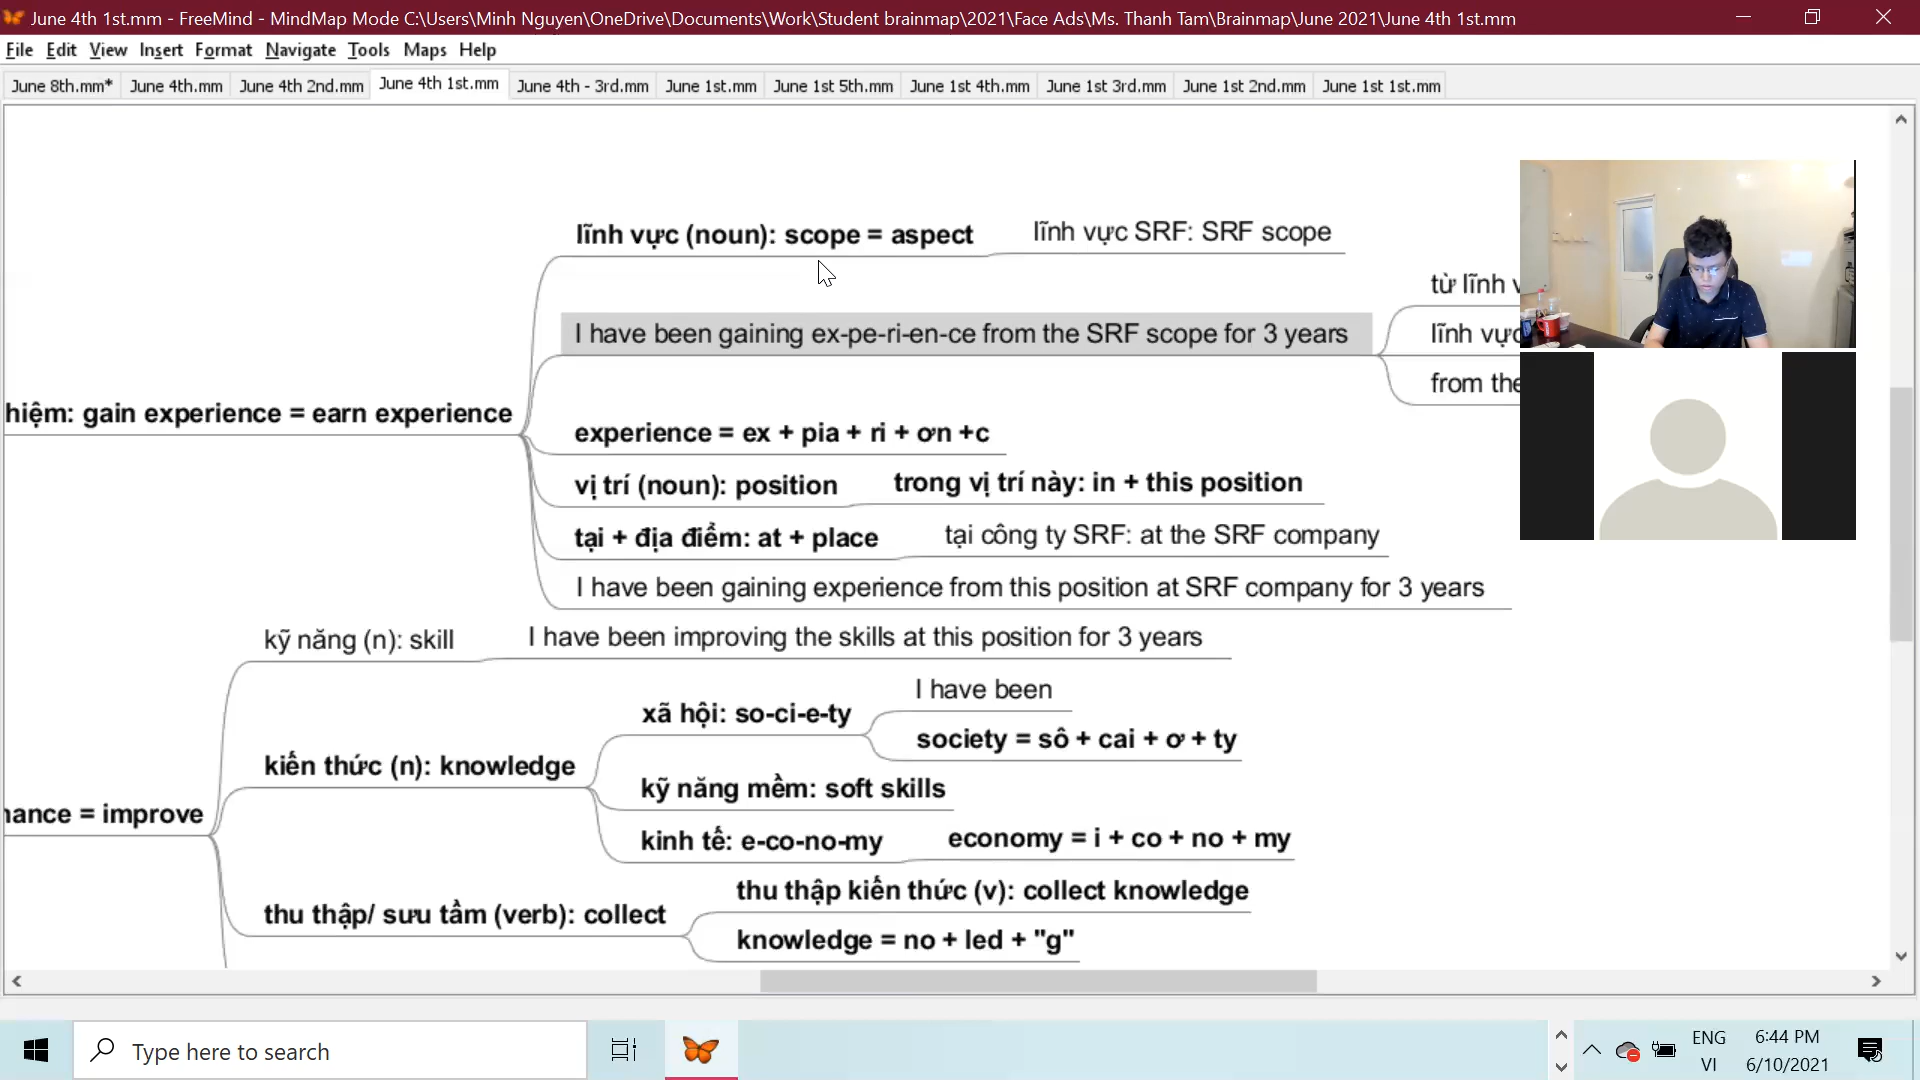 June 4th 1st.mm - FreeMind - MindMap Mode C:\Users\Minh Nguyen\OneDrive\Documents\Work\Student brainmap\2021\Face Ads\Ms. Thanh Tam\Brainmap\June 2021\June 4th 1st.mm
File Edit View Insert Format Navigate Tools Maps Help
June 8th.mm* June 4th.mm June 4th 2nd.mm June 4th 1st.mm June 4th - 3rd.mm June 1st.mm June 1st 5th.mm June 1st 4th.mm June 1st 3rd.mm June 1st 2nd.mm June 1st 1st.mm
lĩnh vực (noun): scope = aspect lĩnh vực SRF: SRF scope
từ lĩnh
I have been gaining ex-pe-ri-en-ce from the SRF scope for 3 years lĩnh vực
from the
hiệm: gain experience = earn experience
experience = ex + pia + ri + ơn +c
vị trí (noun): position trong vị trí này: in + this position
tại + địa điểm: at + place tại công ty SRF: at the SRF company
I have been gaining experience from this position at SRF company for 3 years
kỹ năng (n): skill I have been improving the skills at this position for 3 years
I have been
xã hội: so-ci-e-ty
society = sô + cai + ơ + ty
kiến thức (n): knowledge
kỹ năng mềm: soft skills
hance = improve
kinh tế: e-co-no-my economy = i + co + no + my
thu thập kiến thức (v): collect knowledge
thu thập/ sưu tầm (verb): collect
knowledge = no + led + "g"
Type here to search
ENG 6:44 PM
VI 6/10/2021